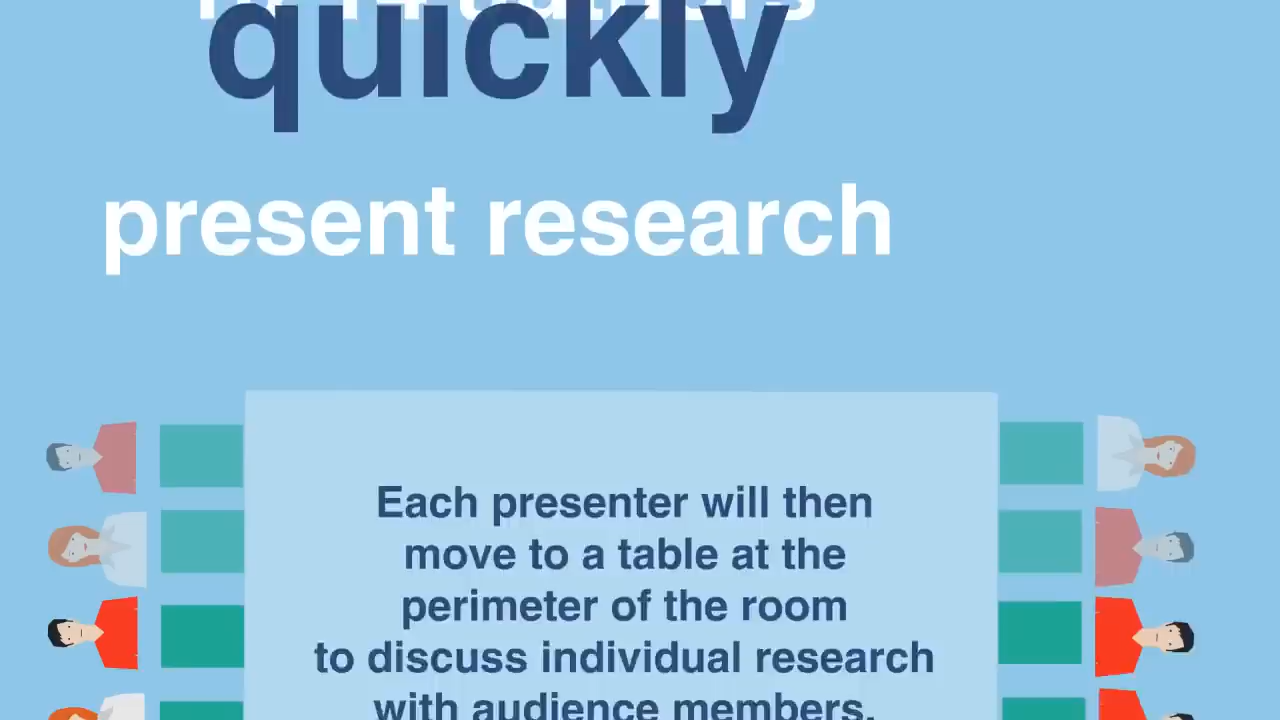 quickly
present research
Each presenter will then
move to a table at the
perimeter of the room
to discuss individual research
with audience members.